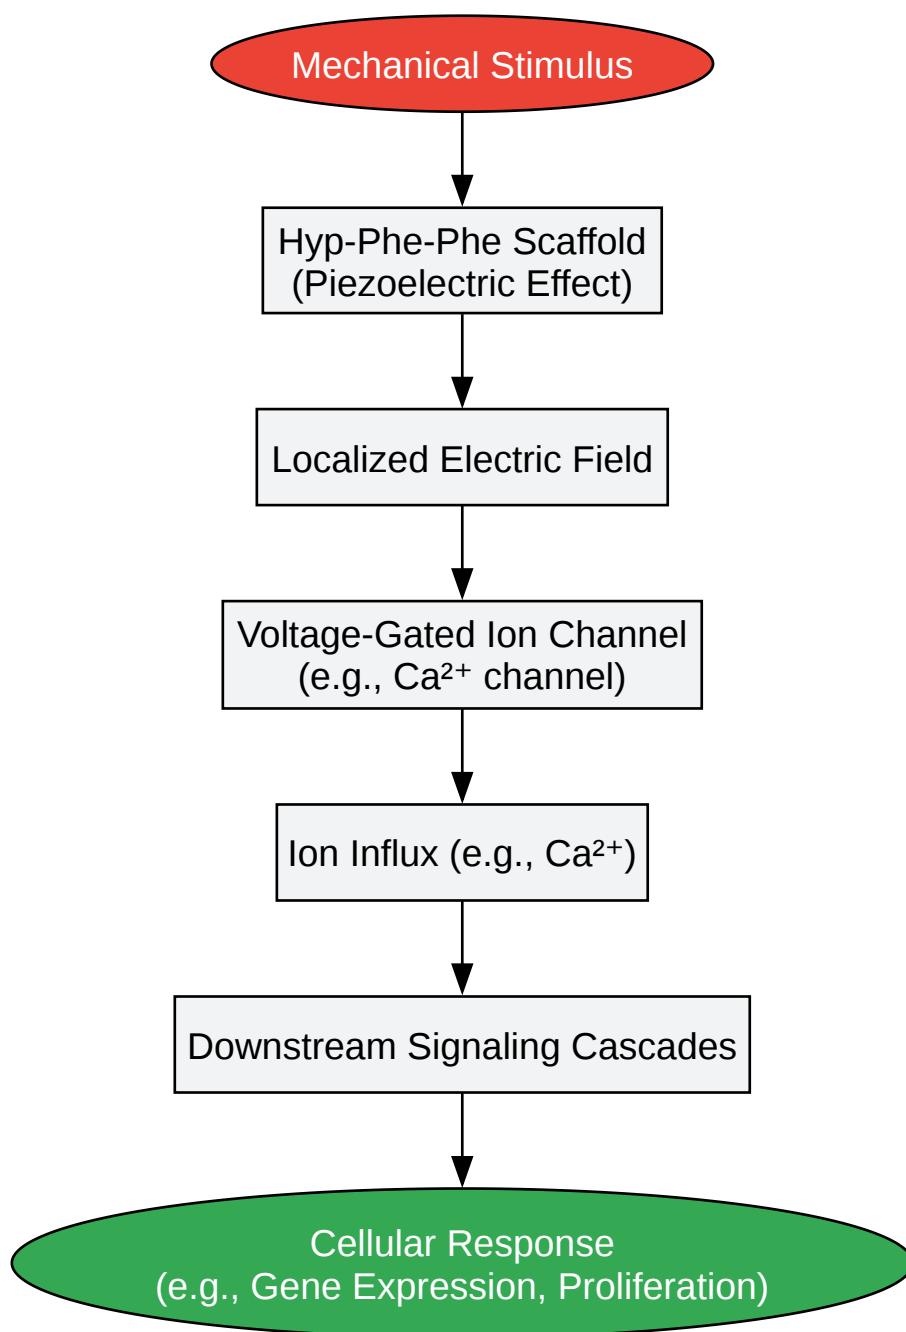 Mechanical Stimulus
Hyp-Phe-Phe Scaffold
(Piezoelectric Effect)
Localized Electric Field
Voltage-Gated Ion Channel
(e.g., Ca²⁺ channel)
Ion Influx (e.g., Ca²⁺)
Downstream Signaling Cascades
Cellular Response
(e.g., Gene Expression, Proliferation)